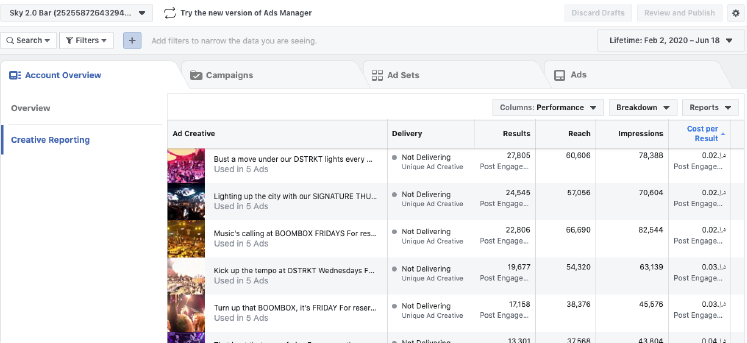 Sky 2.0 Bar (25255872643294...
Try the new version of Ads Manager
Discard Drafts
Review and Publish
Search
Filters
+
Add filters to narrow the data you are seeing.
Lifetime: Feb 2, 2020 – Jun 18
Account Overview
Campaigns
Ad Sets
Ads
Overview
Creative Reporting
Columns: Performance
Breakdown
Reports
Ad Creative Delivery Results Reach Impressions Cost per
Result
Bust a move under our DSTRKT lights every ... Not Delivering 27,805 60,606 78,388 0.02د.إ.
Used in 5 Ads Unique Ad Creative Post Engage... Post Engage...
Lighting up the city with our SIGNATURE THU... Not Delivering 24,545 57,056 70,604 0.02د.إ.
Used in 5 Ads Unique Ad Creative Post Engage... Post Engage...
Music's calling at BOOMBOX FRIDAYS For res... Not Delivering 22,806 66,690 82,544 0.02د.إ.
Used in 5 Ads Unique Ad Creative Post Engage... Post Engage...
Kick up the tempo at DSTRKT Wednesdays F... Not Delivering 19,677 54,320 63,139 0.03د.إ.
Used in 5 Ads Unique Ad Creative Post Engage... Post Engage...
Turn up that BOOMBOX, it's FRIDAY For reser... Not Delivering 17,158 38,376 45,576 0.03د.إ.
Used in 5 Ads Unique Ad Creative Post Engage... Post Engage...
Not Delivering 13,301 37,568 43,804 0.04د.إ.